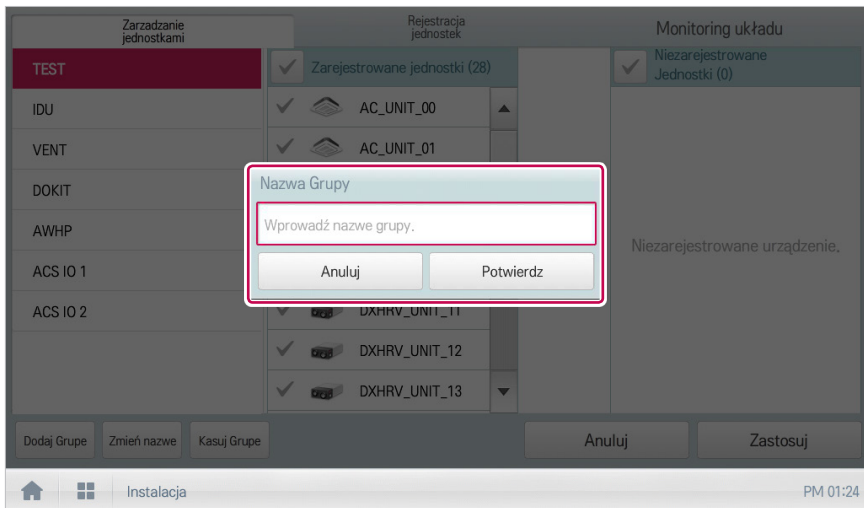 Zarzadzanie
jednostkami
Rejestracja
jednostek
Monitoring układu
TEST
IDU
VENT
DOKIT
AWHP
ACS IO 1
ACS IO 2
Zarejestrowane jednostki (28)
AC_UNIT_00
AC_UNIT_01
Niezarejestrowane
Jednostki (0)
Niezarejestrowane urządzenie.
Nazwa Grupy
Wprowadź nazwe grupy.
Anuluj
Potwierdz
DXHRV_UNIT_11
DXHRV_UNIT_12
DXHRV_UNIT_13
Dodaj Grupe
Zmień nazwe
Kasuj Grupe
Anuluj
Zastosuj
Instalacja
PM 01:24